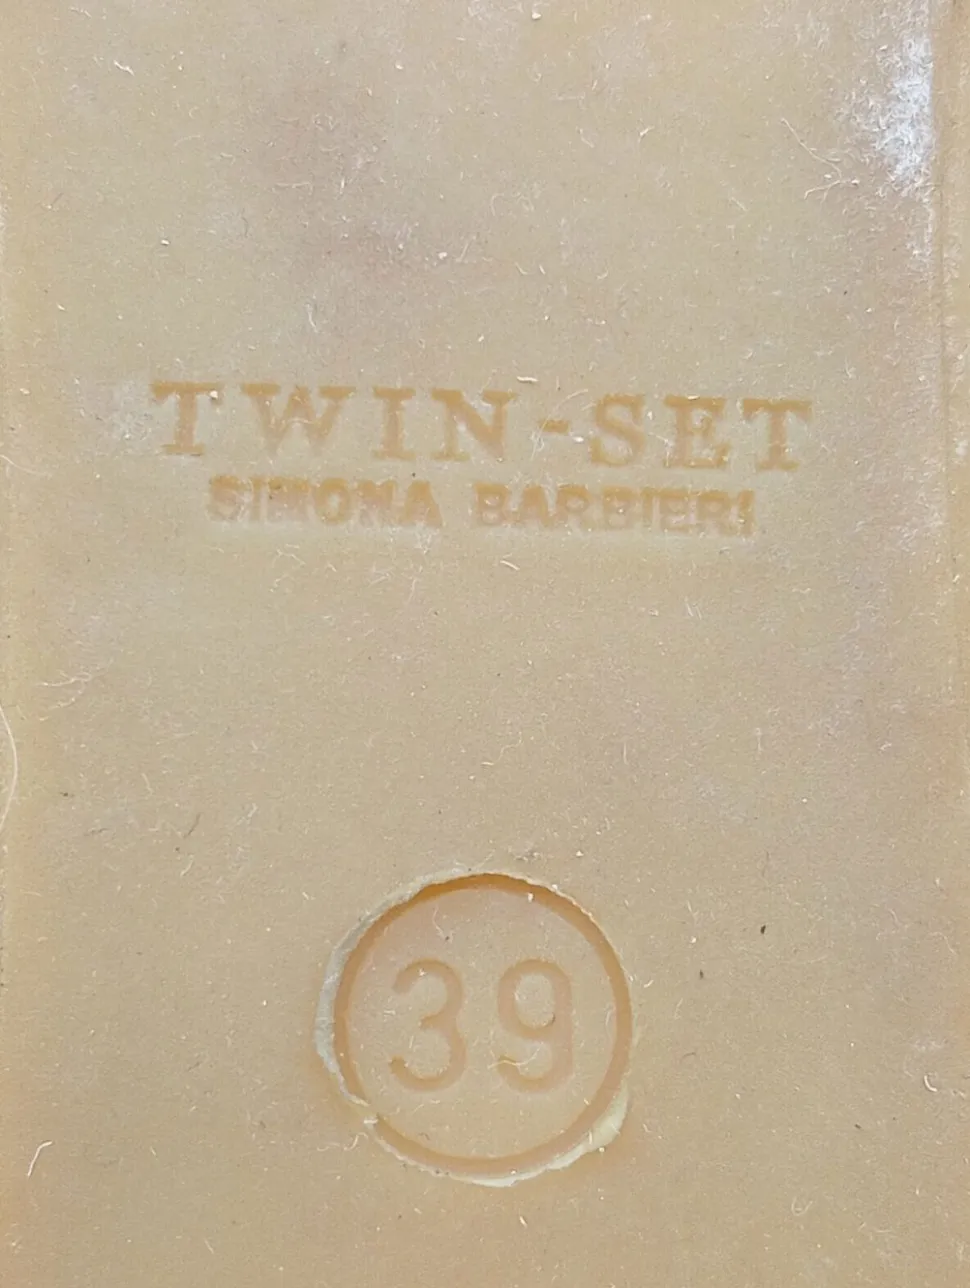 TWIN-SET
SIMONA BARBIERI
39